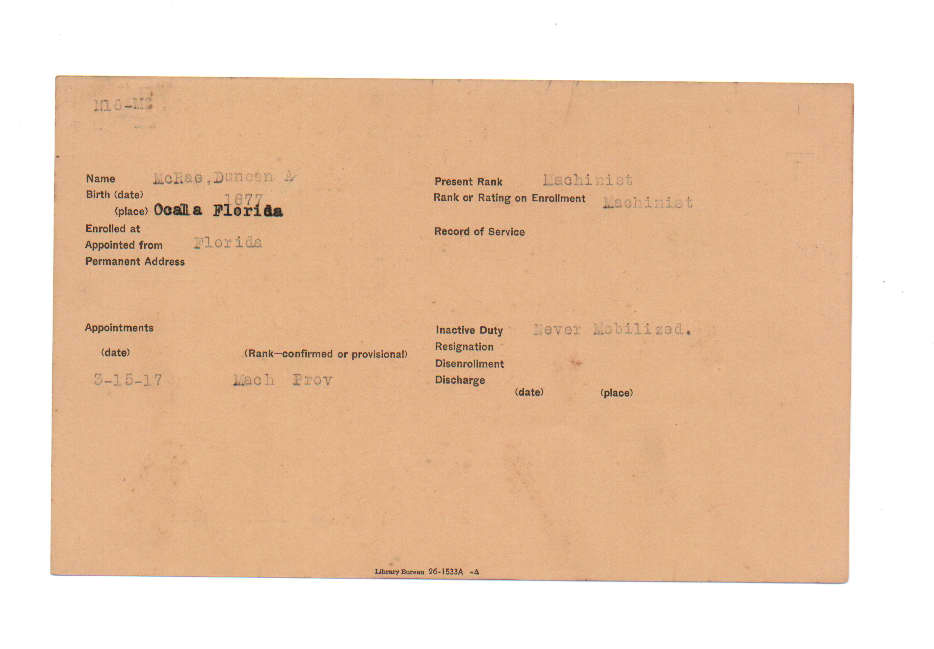 N16-M
Name McRae, Duncan A
Birth (date) 1877
(place) Ocala Florida
Enrolled at
Appointed from Florida
Permanent Address
Present Rank Machinist
Rank or Rating on Enrollment Machinist
Record of Service
Appointments
(date) (Rank—confirmed or provisional)
3-15-17 Mach Prov
Inactive Duty Never Mobilized.
Resignation
Disenrollment
Discharge
(date) (place)
Library Bureau 26-1533A -A